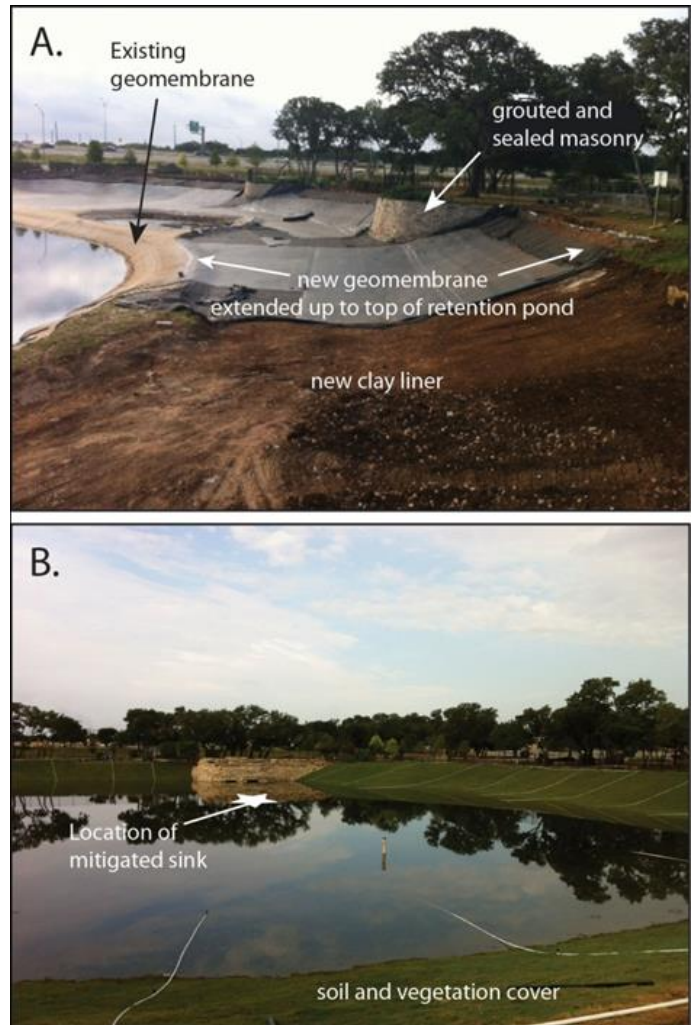 A.
Existing
geomembrane
grouted and
sealed masonry
new geomembrane
extended up to top of retention pond
new clay liner
B.
Location of
mitigated sink
soil and vegetation cover